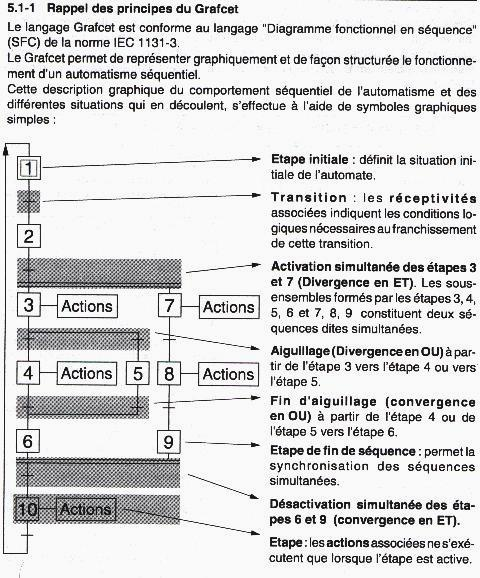 5.1-1 Rappel des principes du Grafcet
Le langage Grafcet est conforme au langage "Diagramme fonctionnel en séquence"
(SFC) de la norme IEC 1131-3.
Le Grafcet permet de représenter graphiquement et de façon structurée le fonctionne-
ment d'un automatisme séquentiel.
Cette description graphique du comportement séquentiel de l'automatisme et des
différentes situations qui en découlent, s'effectue à l'aide de symboles graphiques
simples :
1
Etape initiale : définit la situation ini-
tiale de l'automate.
Transition : les réceptivités
associées indiquent les conditions lo-
giques nécessaires au franchissement
de cette transition.
2
Activation simultanée des étapes 3
et 7 (Divergence en ET). Les sous-
ensembles formés par les étapes 3, 4,
5, 6 et 7, 8, 9 constituent deux sé-
quences dites simultanées.
3 Actions 7 Actions
Aiguillage (Divergence en OU) à par-
tir de l'étape 3 vers l'étape 4 ou vers
l'étape 5.
4 Actions 5 8 Actions
Fin d'aiguillage (convergence
en OU) à partir de l'étape 4 ou de
l'étape 5 vers l'étape 6.
6 9
Etape de fin de séquence : permet la
synchronisation des séquences
simultanées.
Désactivation simultanée des éta-
pes 6 et 9 (convergence en ET).
10 Actions
Etape : les actions associées ne s'exé-
cutent que lorsque l'étape est active.